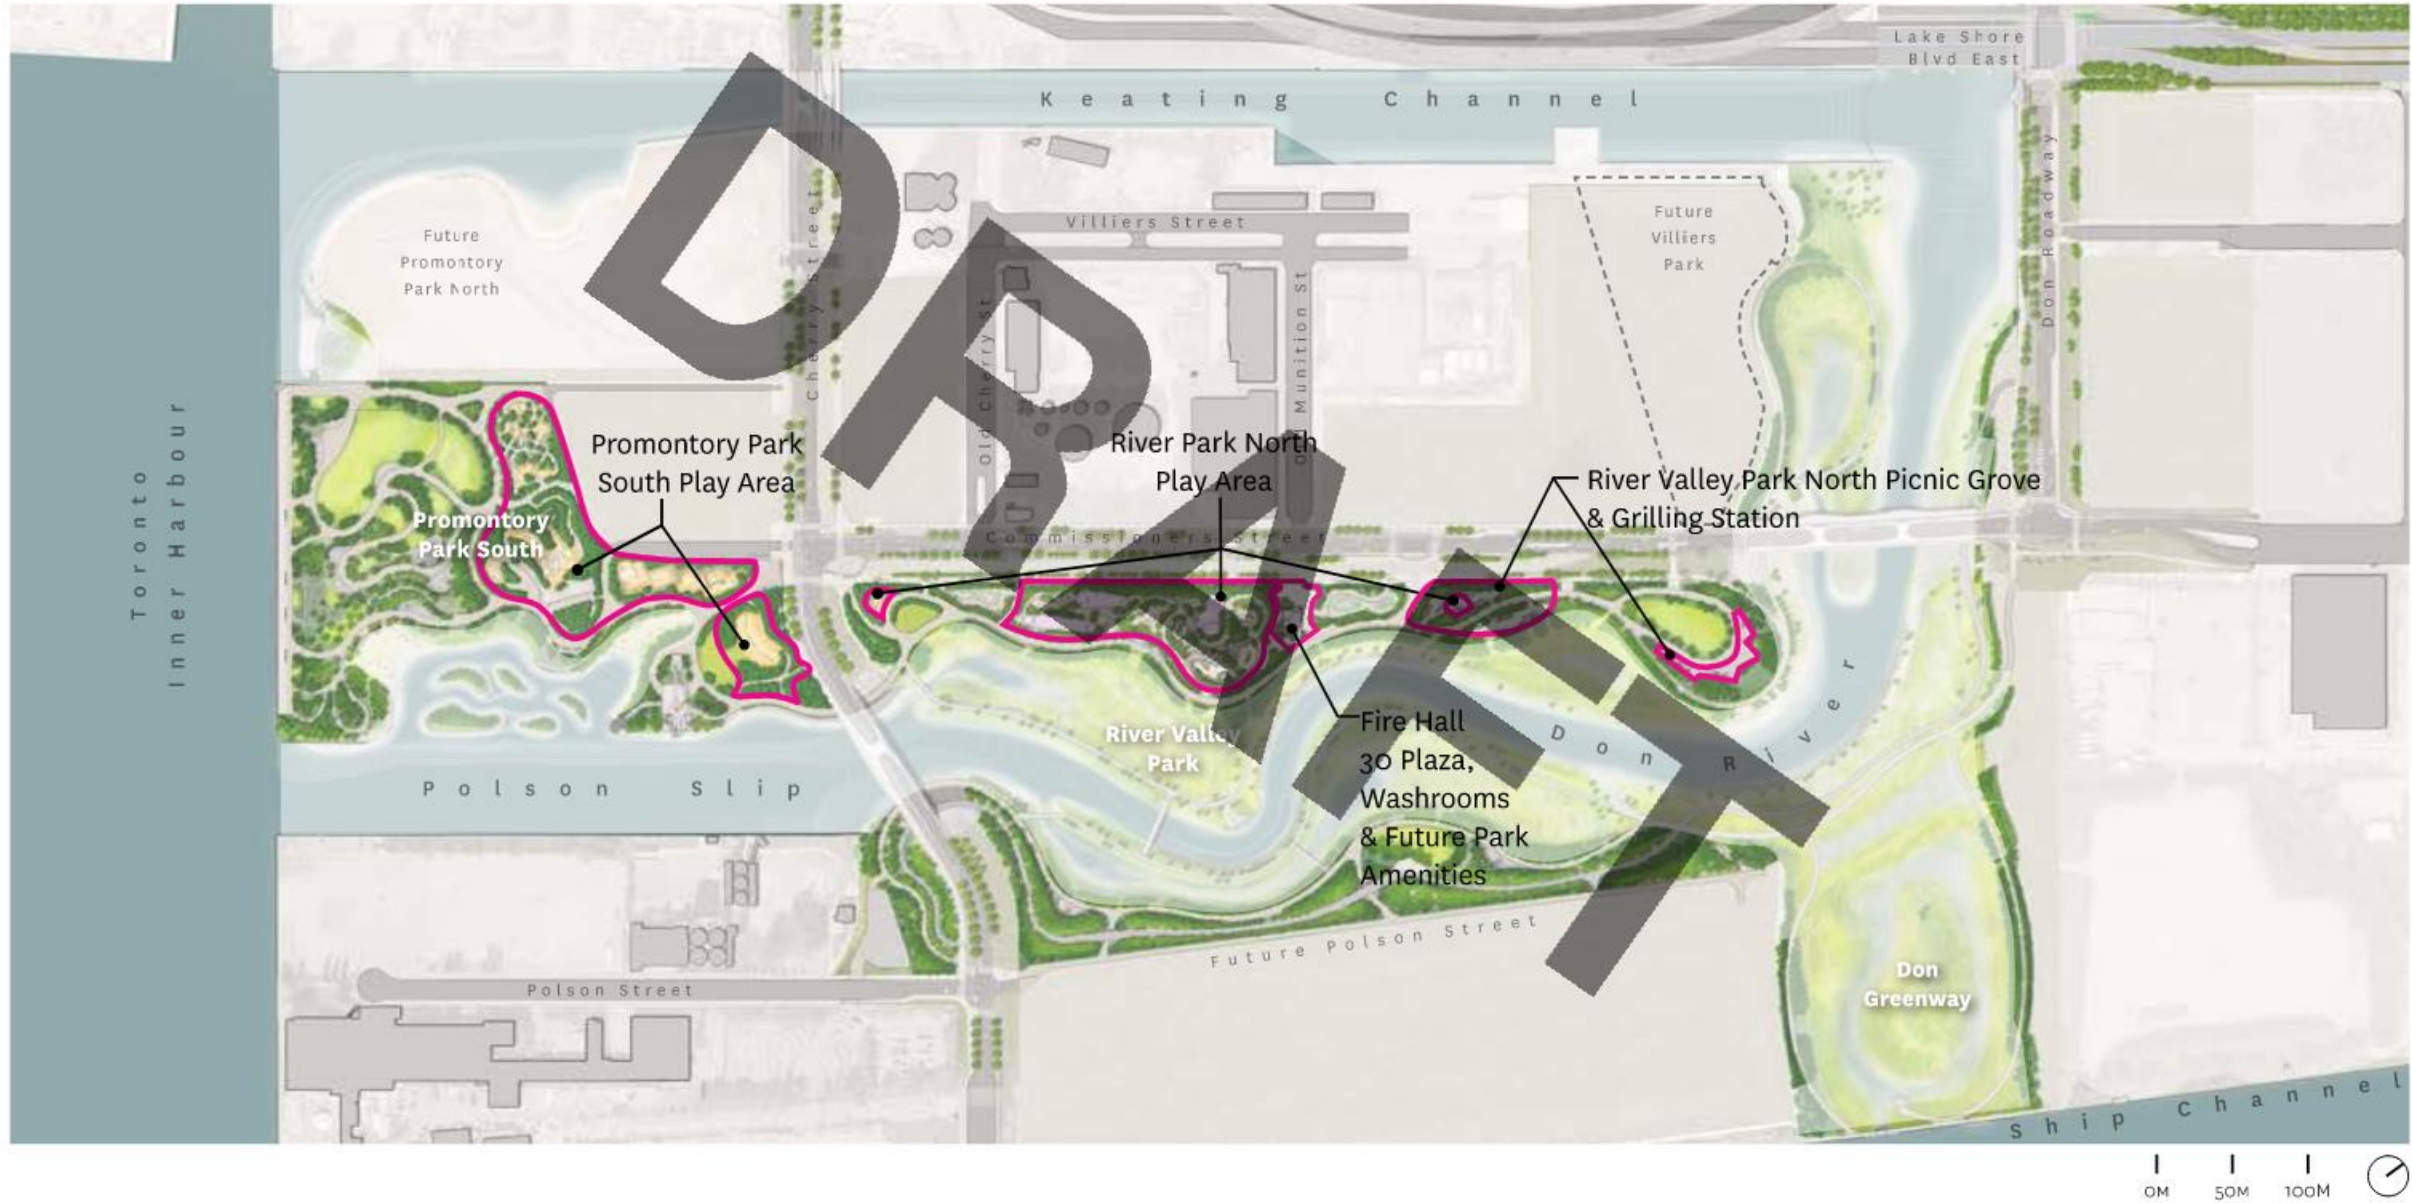 Lake Shore
Blvd East
Keating Channel
Villiers Street
Future
Promontory
Park North
Future
Villiers
Park
Cherry Street
Old Cherry St
Old Munition St
Don Roadway
Toronto
Inner Harbour
Promontory Park
South Play Area
River Park North
Play Area
River Valley Park North Picnic Grove
& Grilling Station
Promontory
Park South
Commissioners Street
River Valley
Park
Fire Hall
30 Plaza,
Washrooms
& Future Park
Amenities
Don River
Polson Slip
Future Polson Street
Polson Street
Don
Greenway
Ship Channel
DRAFT
0M 50M 100M